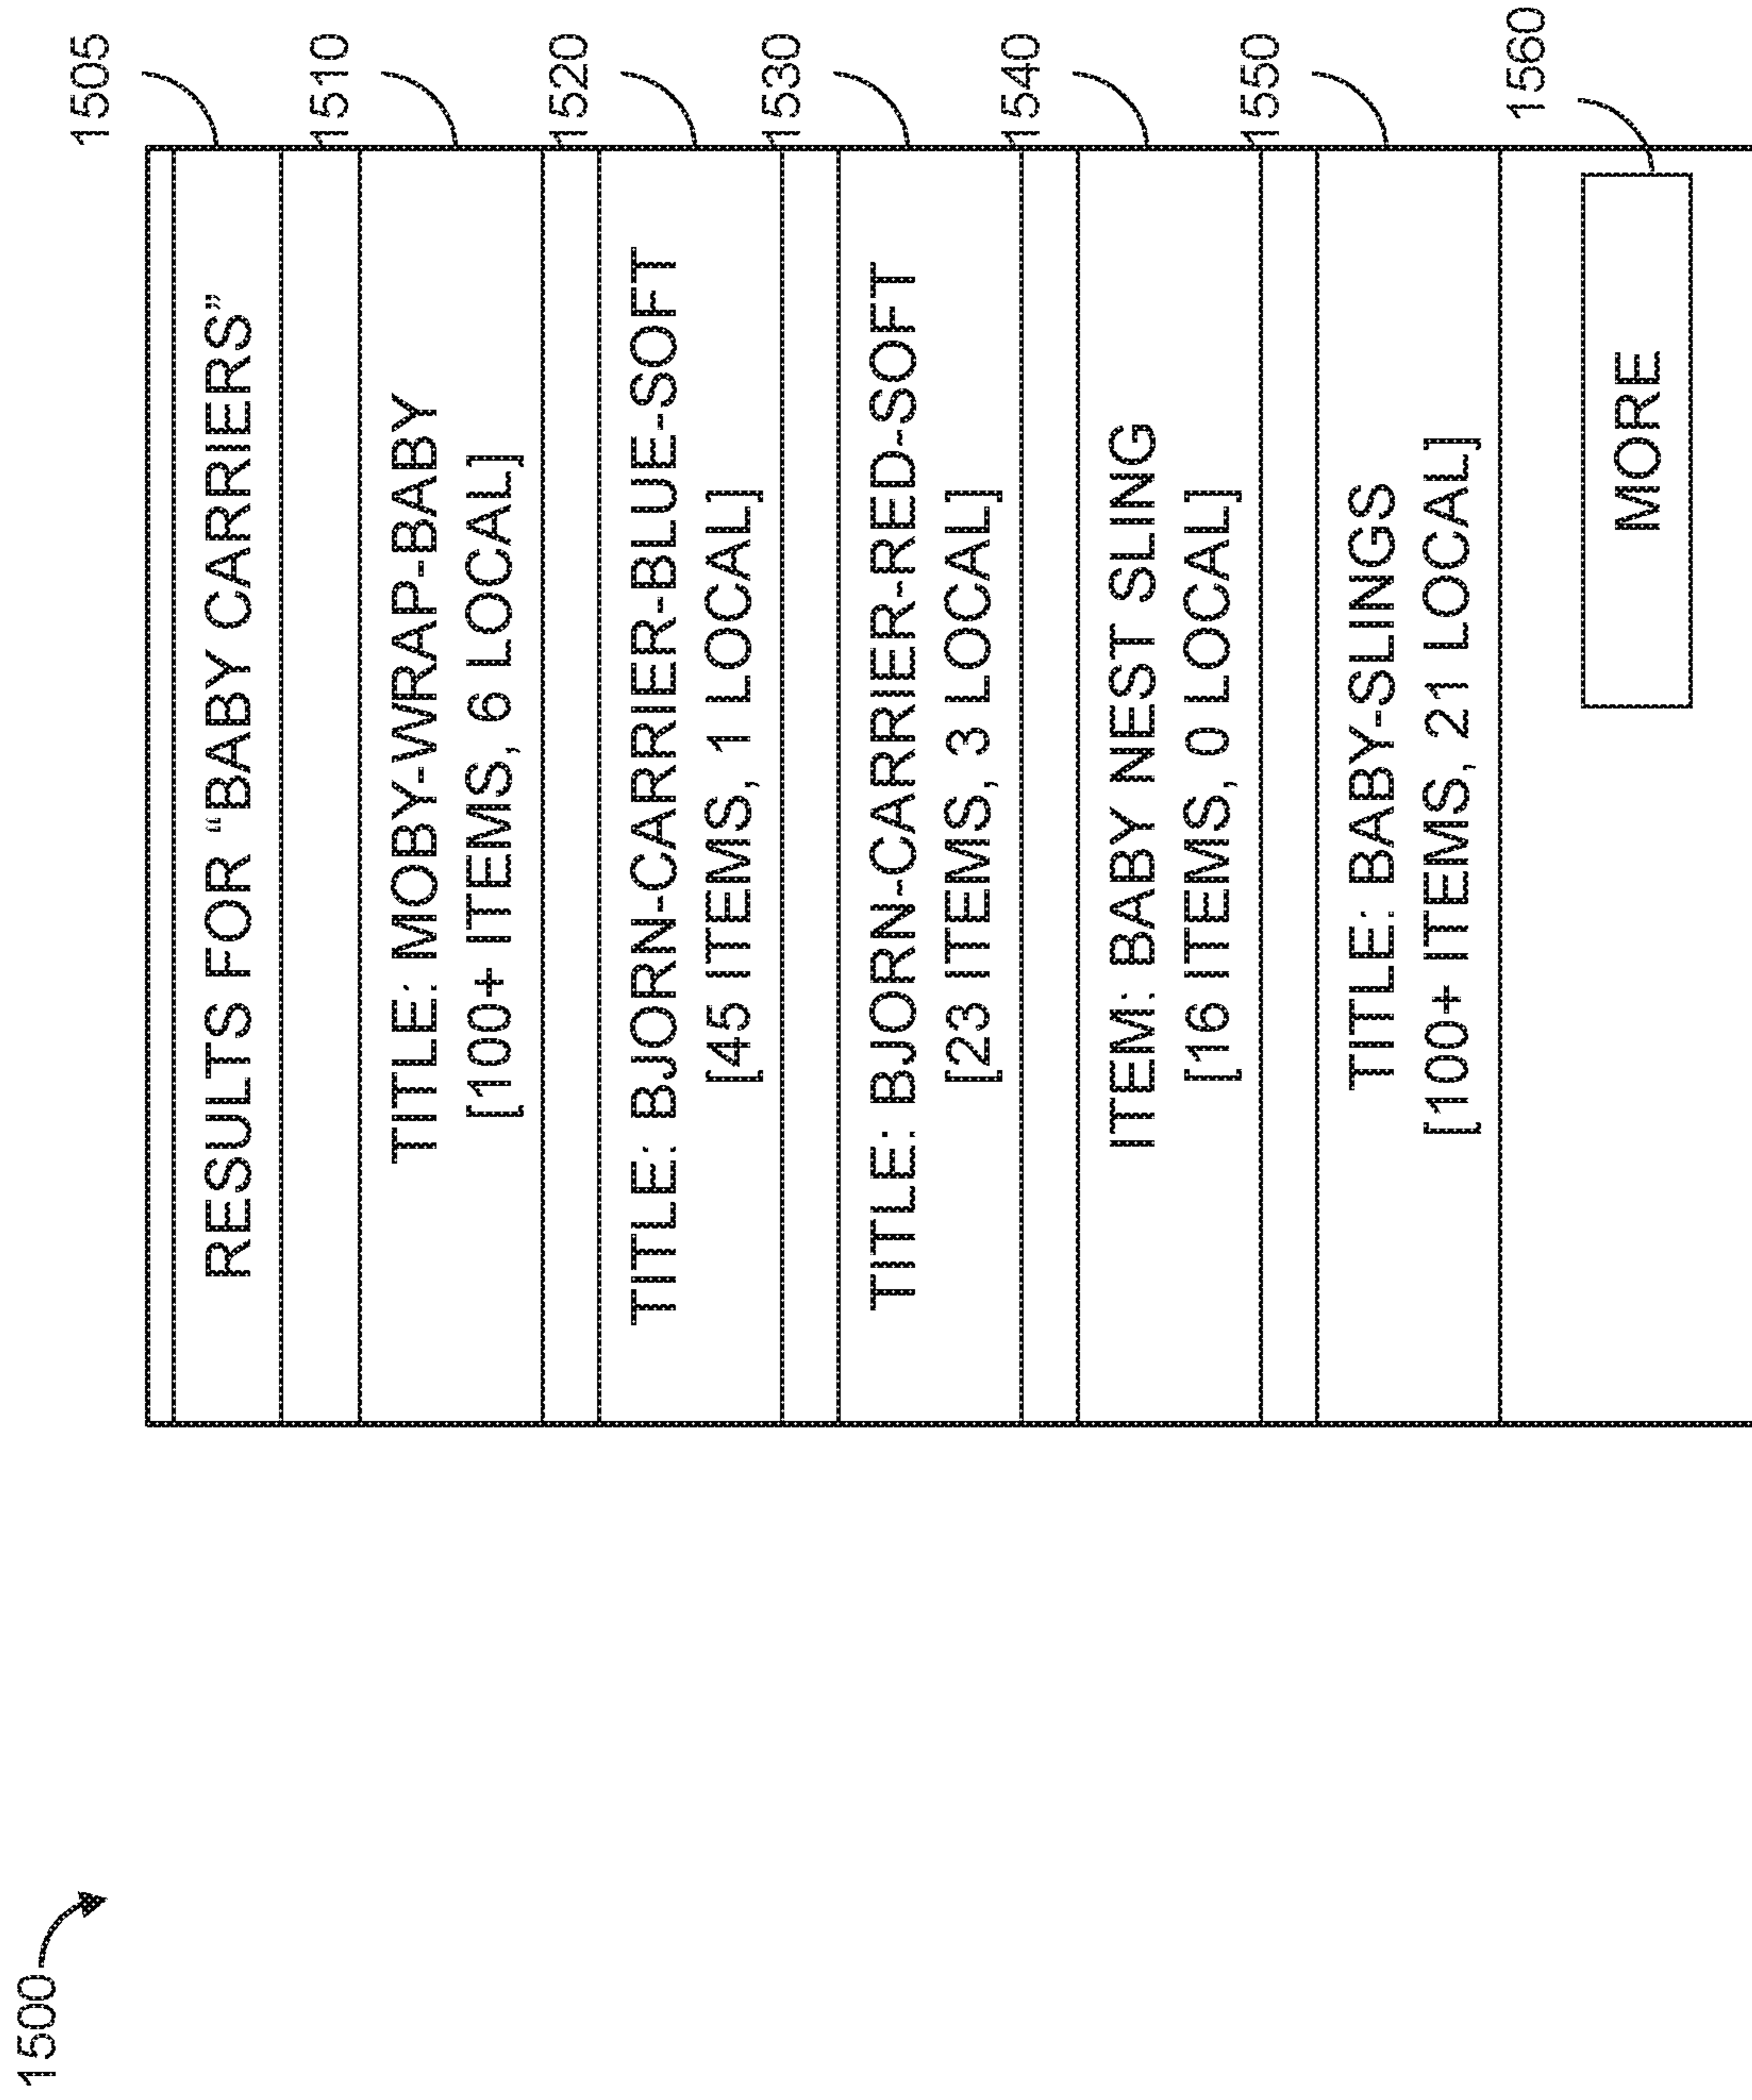 1500
1505
RESULTS FOR “BABY CARRIERS”
1510
TITLE: MOBY-WRAP-BABY
[100+ ITEMS, 6 LOCAL]
1520
TITLE: BJORN-CARRIER-BLUE-SOFT
[45 ITEMS, 1 LOCAL]
1530
TITLE: BJORN-CARRIER-RED-SOFT
[23 ITEMS, 3 LOCAL]
1540
ITEM: BABY NEST SLING
[16 ITEMS, 0 LOCAL]
1550
TITLE: BABY-SLINGS
[100+ ITEMS, 21 LOCAL]
1560
MORE